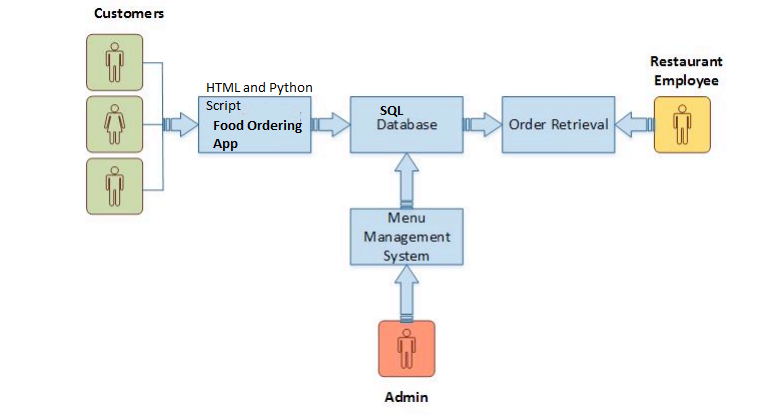 Customers
HTML and Python
Script
Food Ordering
App
SQL
Database
Order Retrieval
Restaurant
Employee
Menu
Management
System
Admin